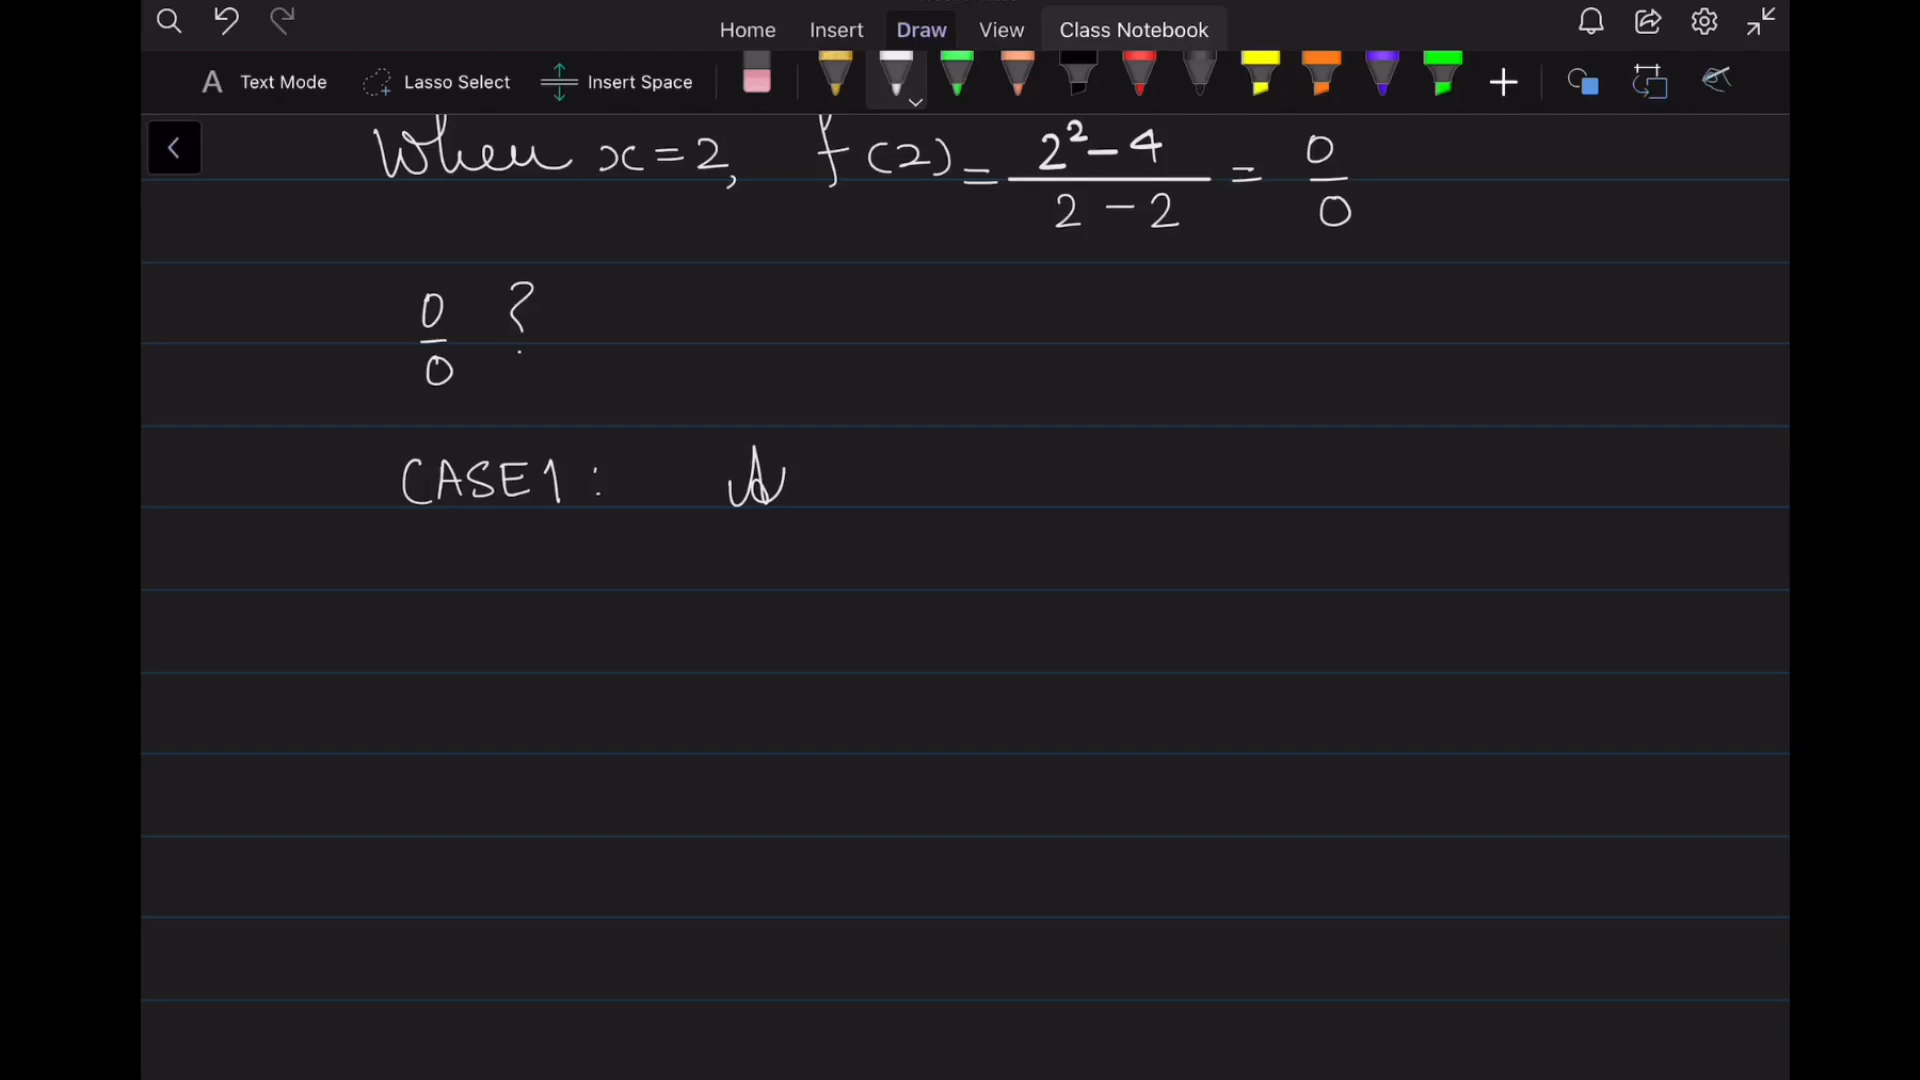 Home Insert Draw View Class Notebook
A Text Mode Lasso Select Insert Space
When x = 2, f(2) = (2² - 4)/(2 - 2) = 0/0
0/0 ?
CASE 1 :